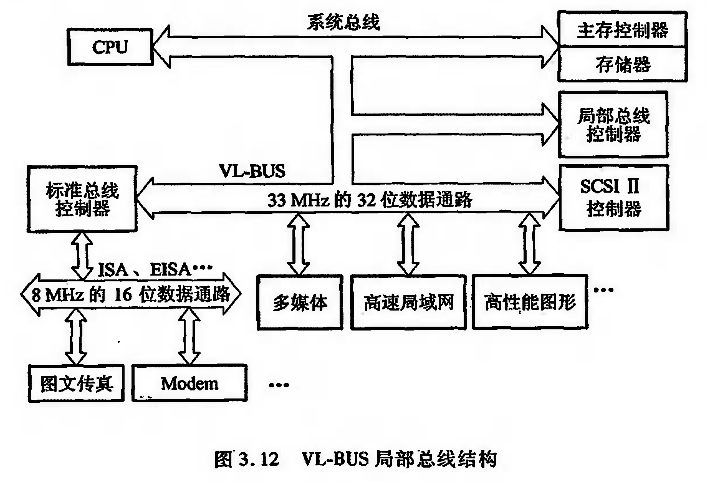 系统总线
CPU
主存控制器
存储器
局部总线
控制器
VL-BUS
标准总线
控制器
33 MHz 的 32 位数据通路
SCSI Ⅱ
控制器
ISA、EISA…
8 MHz 的 16 位数据通路
多媒体
高速局域网
高性能图形
…
图文传真
Modem
…
图 3.12 VL-BUS 局部总线结构